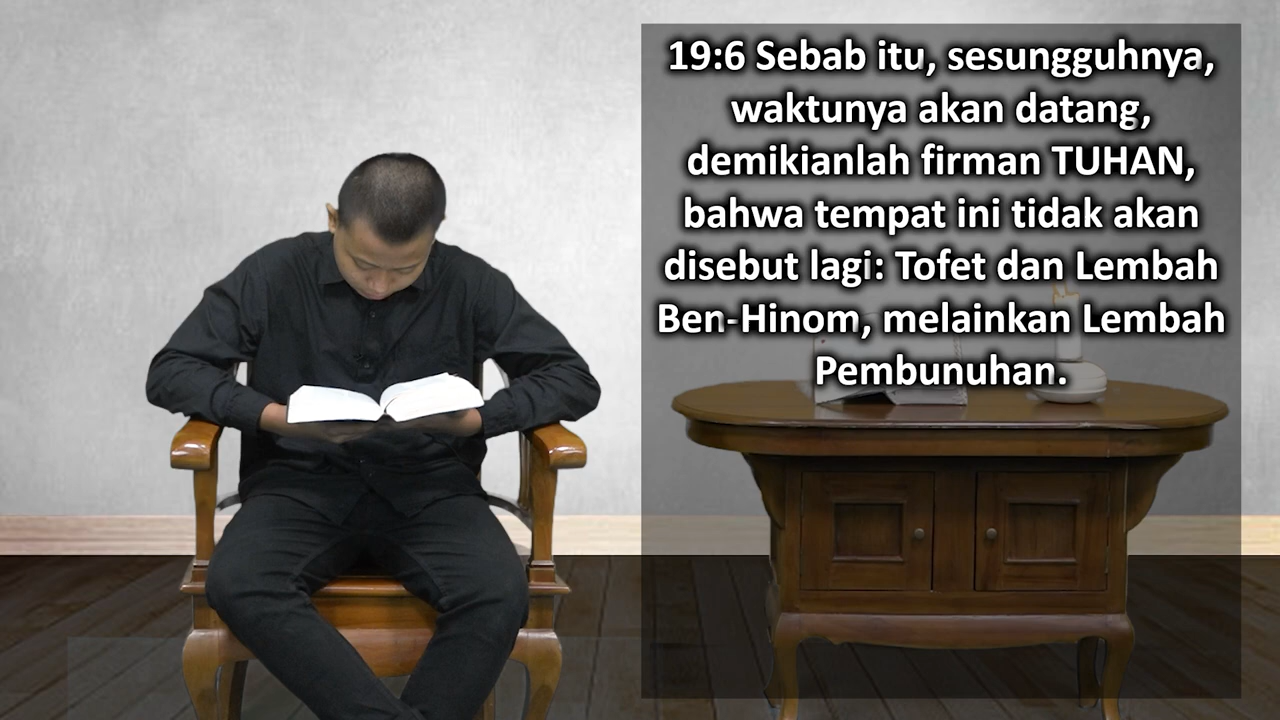 19:6 Sebab itu, sesungguhnya,
waktunya akan datang,
demikianlah firman TUHAN,
bahwa tempat ini tidak akan
disebut lagi: Tofet dan Lembah
Ben-Hinom, melainkan Lembah
Pembunuhan.